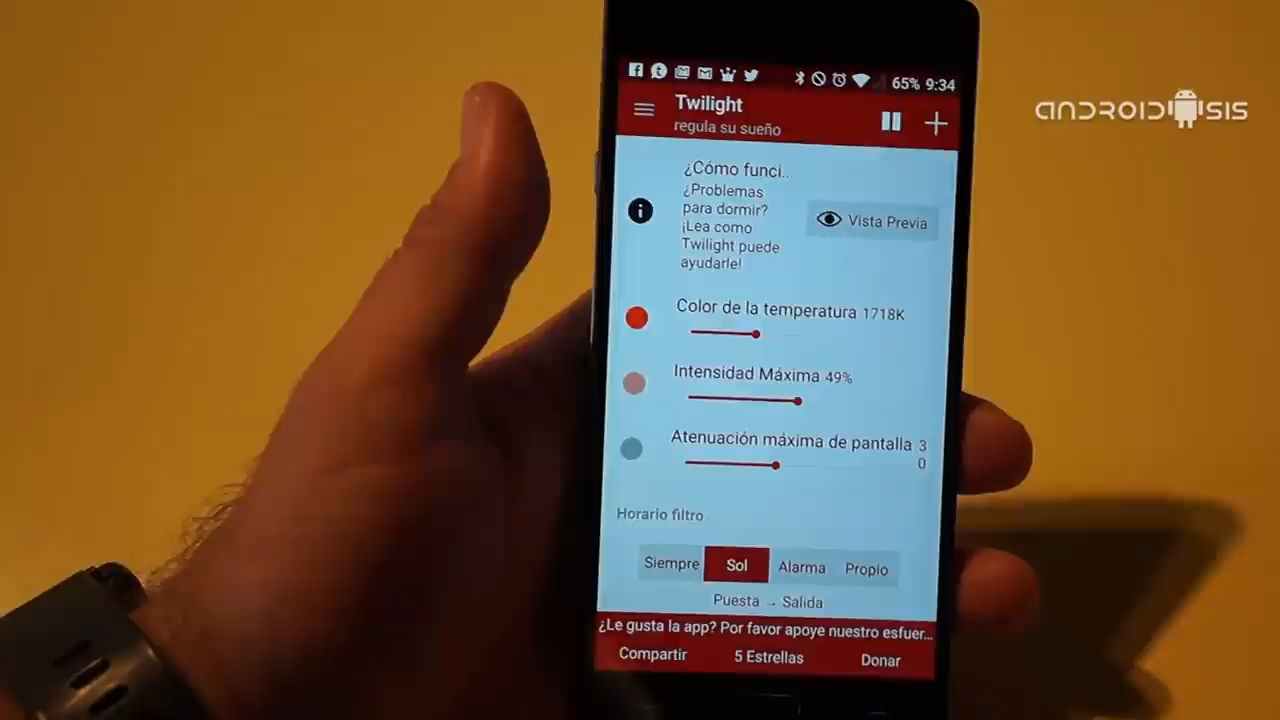 65% 9:34
Twilight
regula su sueño
ANDROIDSIS
¿Cómo funci..
¿Problemas
para dormir?
¡Lea como
Twilight puede
ayudarle!
Vista Previa
Color de la temperatura 1718K
Intensidad Máxima 49%
Atenuación máxima de pantalla 3
0
Horario filtro
Siempre Sol Alarma Propio
Puesta → Salida
¿Le gusta la app? Por favor apoye nuestro esfuer...
Compartir 5 Estrellas Donar